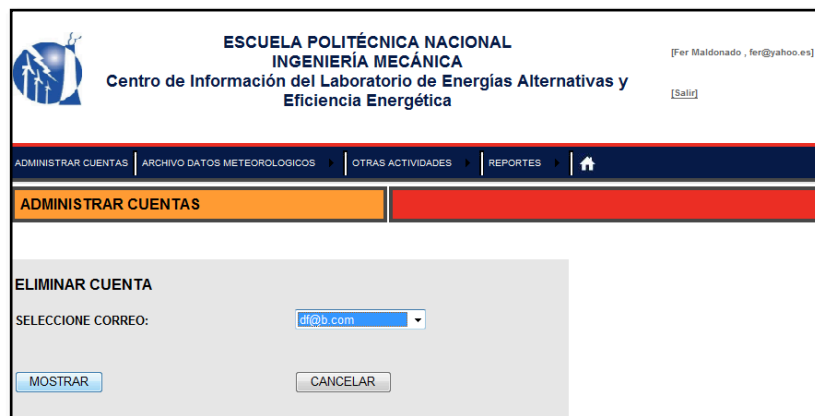 ESCUELA POLITÉCNICA NACIONAL
INGENIERÍA MECÁNICA
Centro de Información del Laboratorio de Energías Alternativas y
Eficiencia Energética
[Fer Maldonado , fer@yahoo.es]
[Salir]
ADMINISTRAR CUENTAS ARCHIVO DATOS METEOROLOGICOS OTRAS ACTIVIDADES REPORTES
ADMINISTRAR CUENTAS
ELIMINAR CUENTA
SELECCIONE CORREO: df@b.com
MOSTRAR CANCELAR